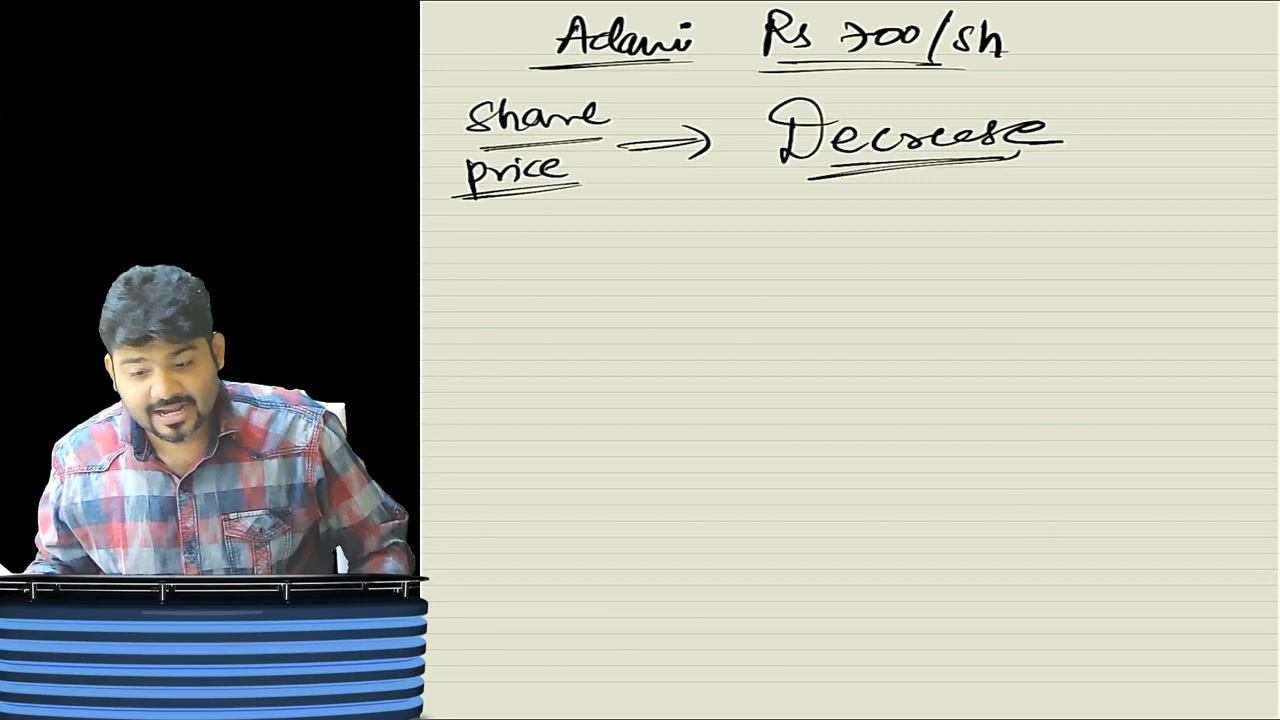 Adani Rs 700/sh
share
price ⇒ Decrease